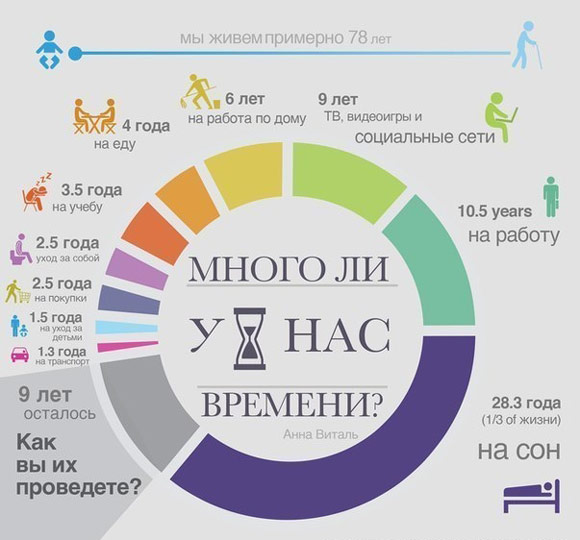 мы живем примерно 78 лет
6 лет
на работа по дому
9 лет
ТВ, видеоигры и
социальные сети
4 года
на еду
3.5 года
на учебу
10.5 years
на работу
2.5 года
уход за собой
2.5 года
на покупки
1.5 года
на уход за
детьми
1.3 года
на транспорт
МНОГО ЛИ
У НАС
ВРЕМЕНИ?
Анна Виталь
9 лет
осталось
Как
вы их
проведете?
28.3 года
(1/3 of жизни)
на сон